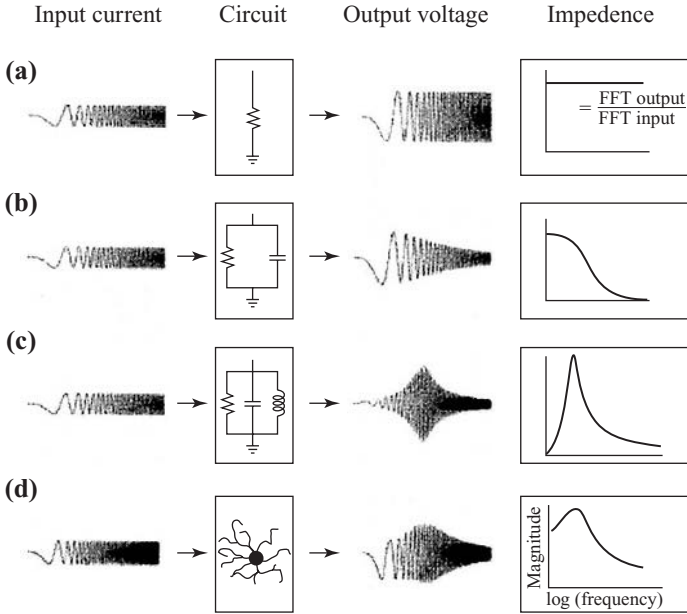 Input current Circuit Output voltage Impedence
(a)
= FFT output
FFT input
(b)
(c)
(d)
Magnitude
log (frequency)